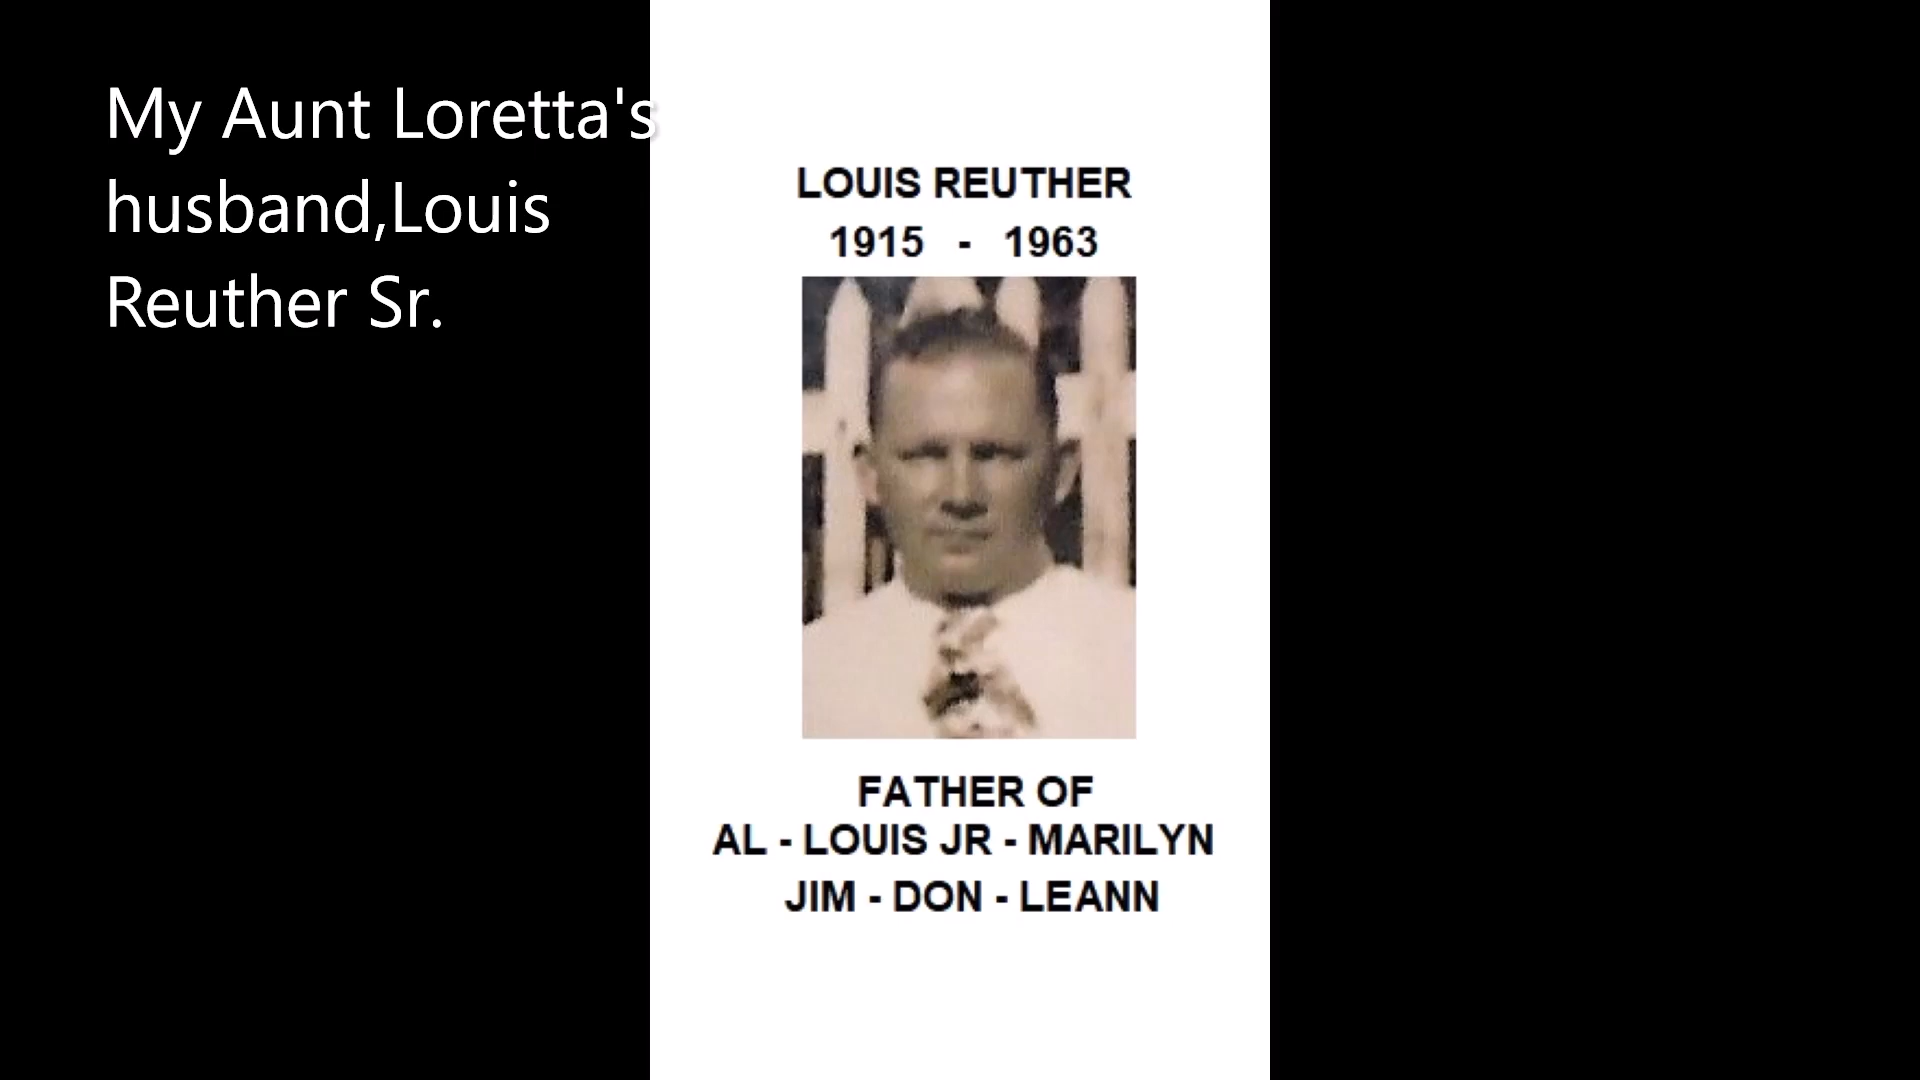 My Aunt Loretta's
husband,Louis
Reuther Sr.
LOUIS REUTHER
1915 - 1963
FATHER OF
AL - LOUIS JR - MARILYN
JIM - DON - LEANN